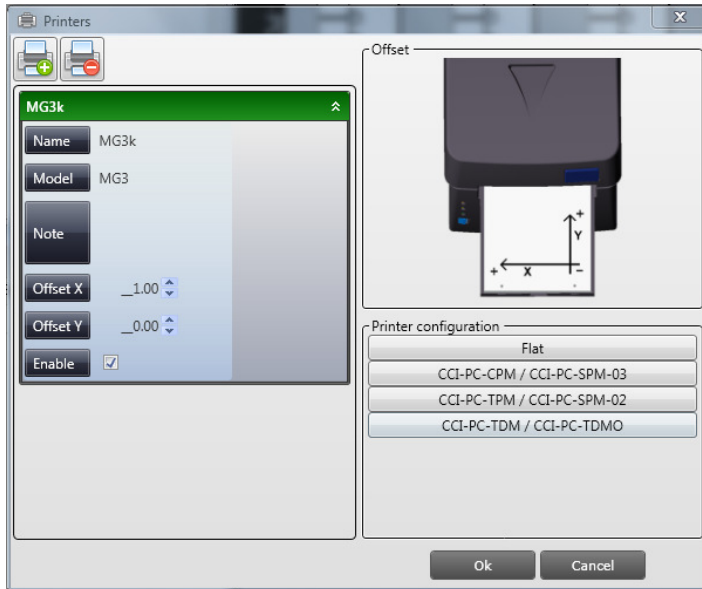 Printers
X
Offset
MG3k
Name MG3k
Model MG3
Note
Offset X __1.00
Offset Y __0.00
Enable
+
Y
+ X -
Printer configuration
Flat
CCI-PC-CPM / CCI-PC-SPM-03
CCI-PC-TPM / CCI-PC-SPM-02
CCI-PC-TDM / CCI-PC-TDMO
Ok Cancel